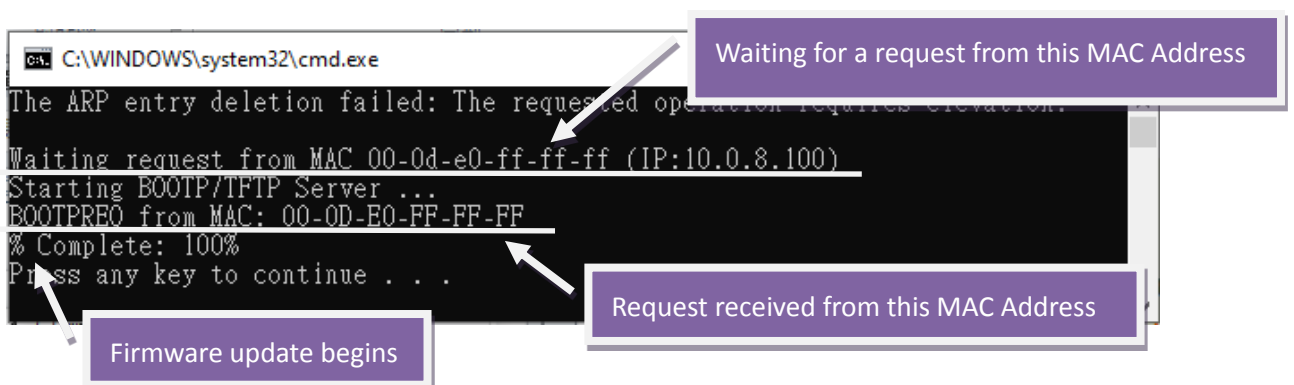 C:\WINDOWS\system32\cmd.exe
Waiting for a request from this MAC Address
The ARP entry deletion failed: The requested operation requires elevation.
Waiting request from MAC 00-0d-e0-ff-ff-ff (IP:10.0.8.100)
Starting BOOTP/TFTP Server ...
BOOTPREQ from MAC: 00-0D-E0-FF-FF-FF
% Complete: 100%
Press any key to continue . . .
Request received from this MAC Address
Firmware update begins